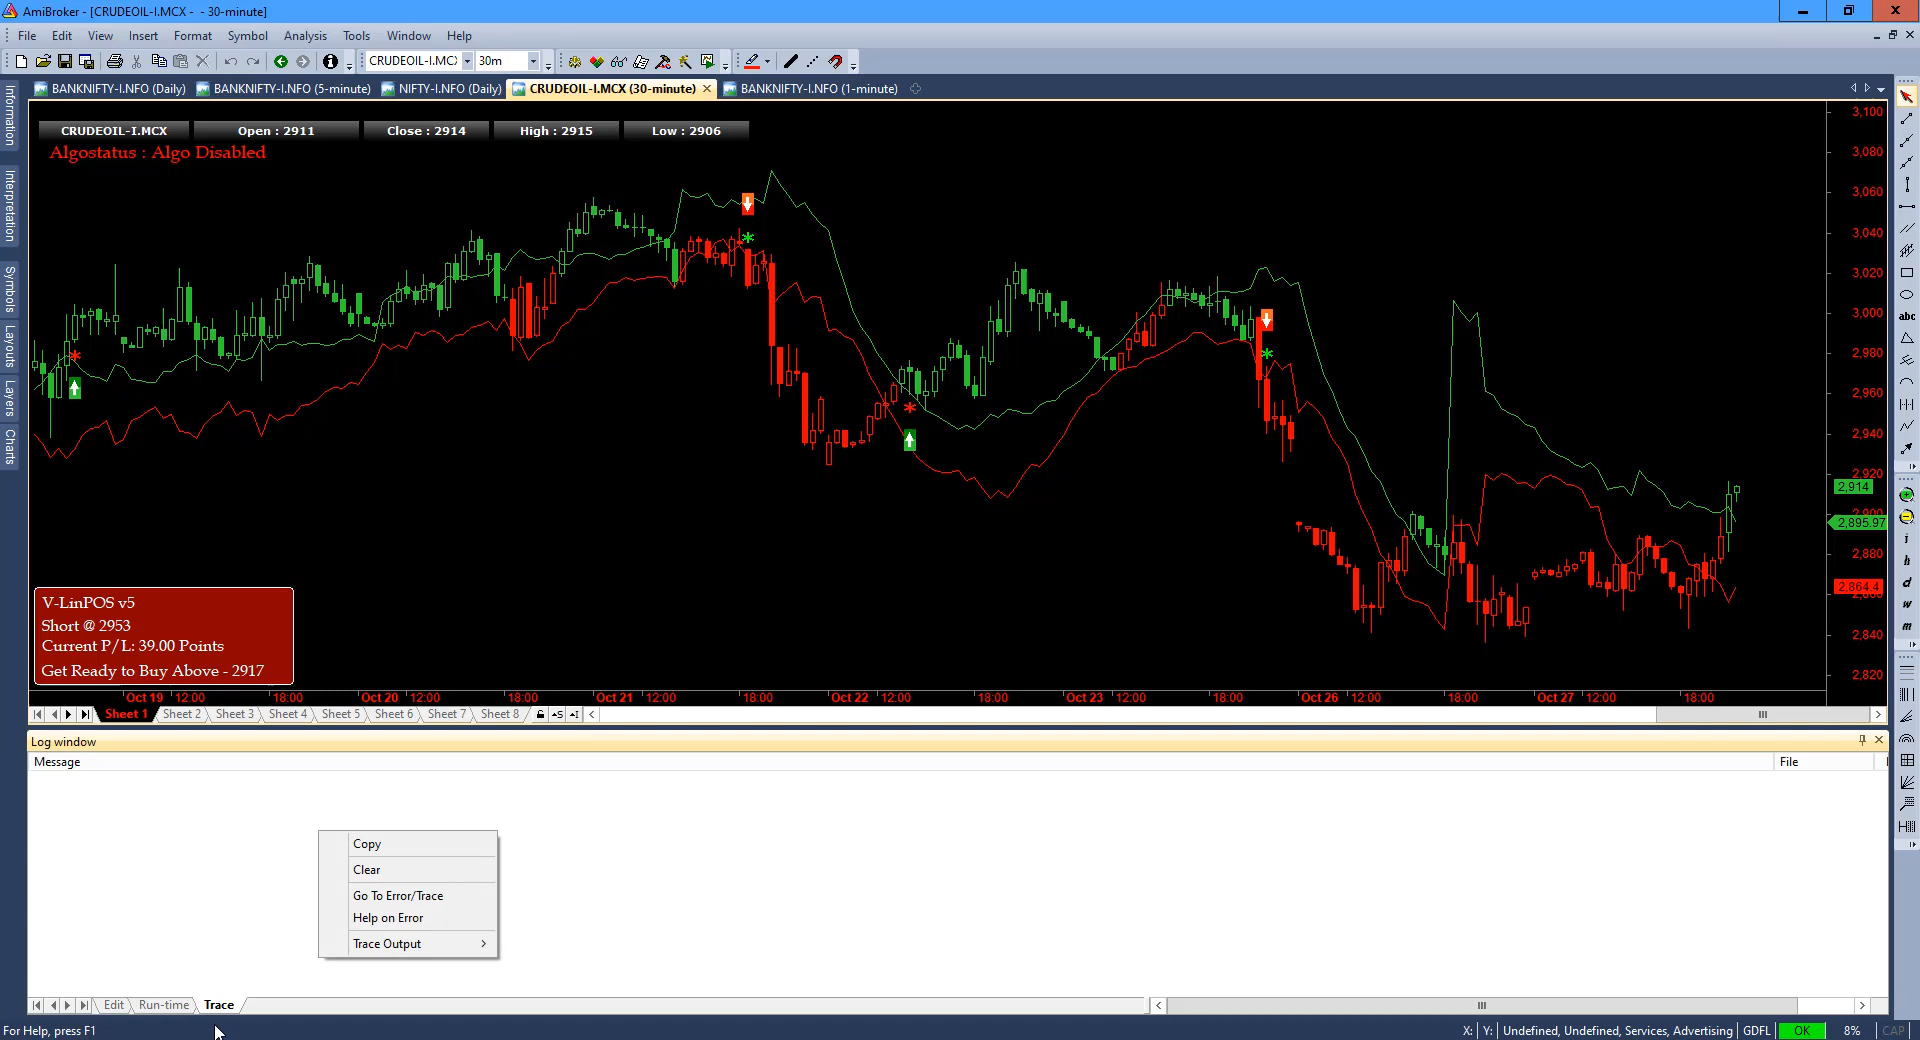 AmiBroker - [CRUDEOIL-I.MCX - - 30-minute]
File Edit View Insert Format Symbol Analysis Tools Window Help
CRUDEOIL-I.MC 30m
BANKNIFTY-I.NFO (Daily) BANKNIFTY-I.NFO (5-minute) NIFTY-I.NFO (Daily) CRUDEOIL-I.MCX (30-minute) BANKNIFTY-I.NFO (1-minute)
Information
Interpretation
Symbols
Layouts
Layers
Charts
CRUDEOIL-I.MCX Open : 2911 Close : 2914 High : 2915 Low : 2906
Algostatus : Algo Disabled
3,100
3,080
3,060
3,040
3,020
3,000
2,980
2,960
2,940
2,920
2,914
2,900
2,895.97
2,880
2,864.4
2,860
2,840
2,820
abc
i
h
d
w
m
V-LinPOS v5
Short @ 2953
Current P/L: 39.00 Points
Get Ready to Buy Above - 2917
Oct 19 12:00 18:00 Oct 20 12:00 18:00 Oct 21 12:00 18:00 Oct 22 12:00 18:00 Oct 23 12:00 18:00 Oct 26 12:00 18:00 Oct 27 12:00 18:00
Sheet 1 Sheet 2 Sheet 3 Sheet 4 Sheet 5 Sheet 6 Sheet 7 Sheet 8
Log window
Message File
Copy
Clear
Go To Error/Trace
Help on Error
Trace Output
Edit Run-time Trace
For Help, press F1 X: Y: Undefined, Undefined, Services, Advertising GDFL OK 8% CAP